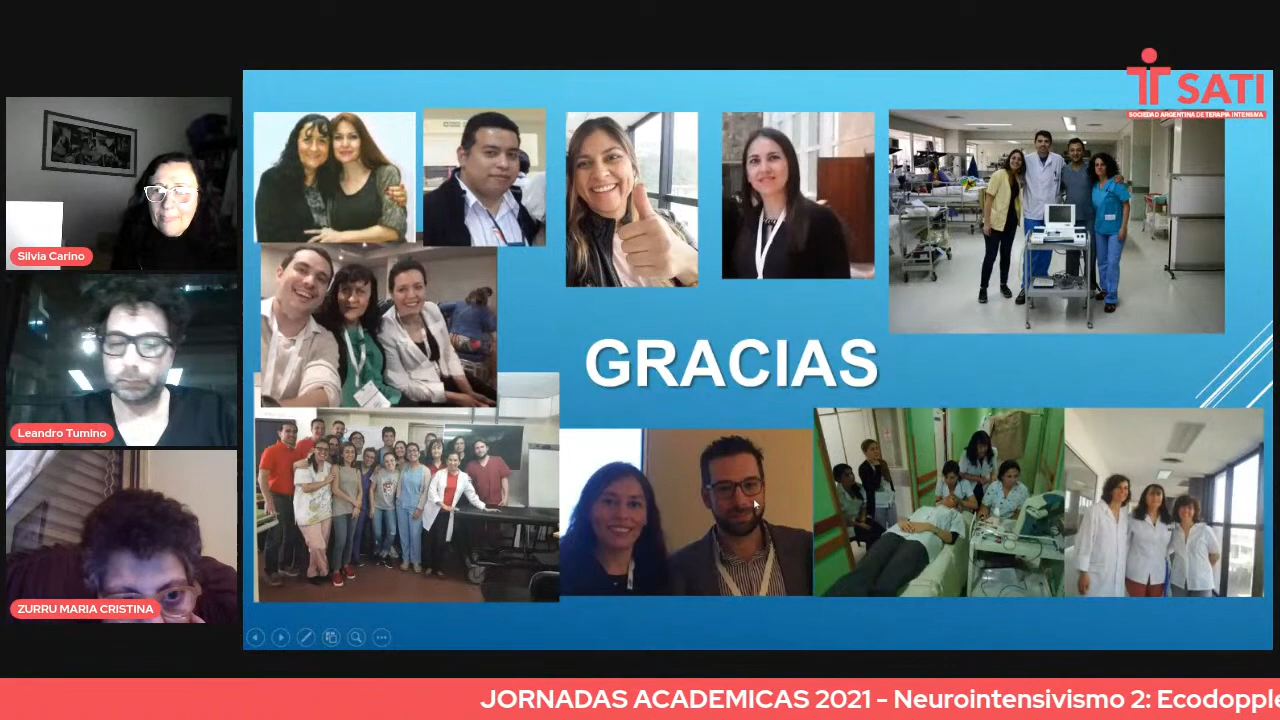 SATI
SOCIEDAD ARGENTINA DE TERAPIA INTENSIVA
Silvia Carino
Leandro Tumino
ZURRU MARIA CRISTINA
GRACIAS
JORNADAS ACADEMICAS 2021 - Neurointensivismo 2: Ecodopple